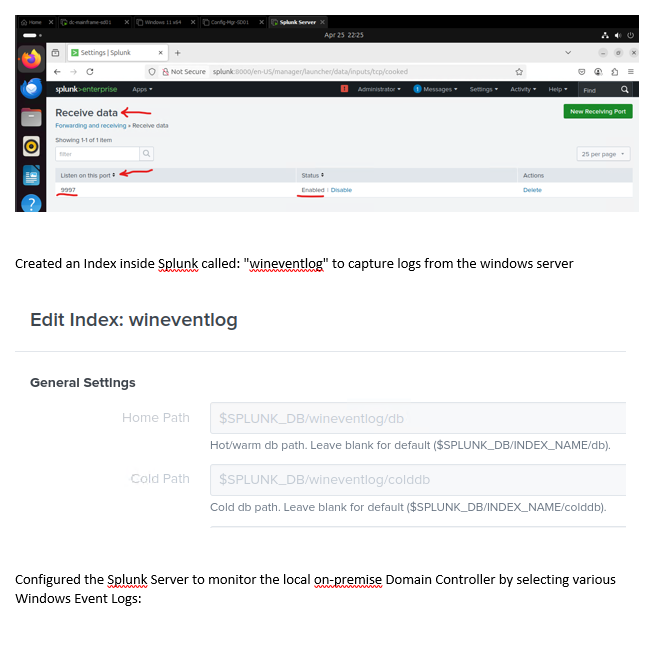 Home
dc-mainframe-sd01
Windows 11 x64
Config-Mgr-SD01
Splunk Server
Apr 25 22:25
Settings | Splunk
Not Secure splunk:8000/en-US/manager/launcher/data/inputs/tcp/cooked
splunk>enterprise Apps Administrator 1 Messages Settings Activity Help Find
Receive data
New Receiving Port
Forwarding and receiving » Receive data
Showing 1-1 of 1 item
filter
25 per page
Listen on this port Status Actions
9997 Enabled | Disable Delete
Created an Index inside Splunk called: "wineventlog" to capture logs from the windows server
Edit Index: wineventlog
General Settings
Home Path $SPLUNK_DB/wineventlog/db
Hot/warm db path. Leave blank for default ($SPLUNK_DB/INDEX_NAME/db).
Cold Path $SPLUNK_DB/wineventlog/colddb
Cold db path. Leave blank for default ($SPLUNK_DB/INDEX_NAME/colddb).
Configured the Splunk Server to monitor the local on-premise Domain Controller by selecting various
Windows Event Logs: